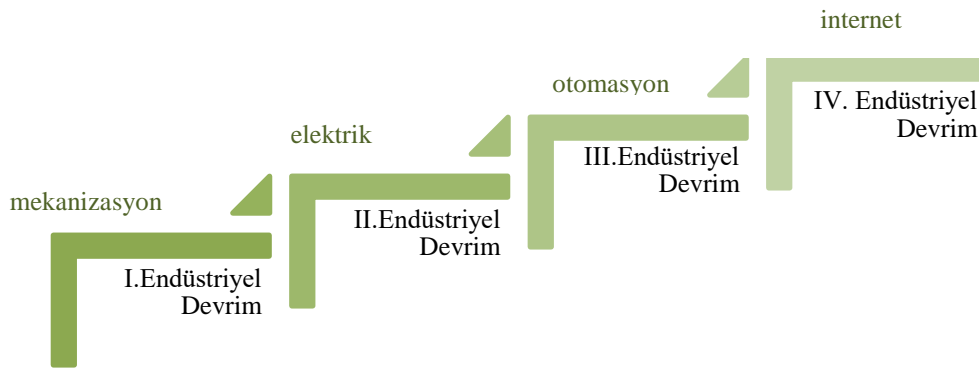 mekanizasyon
I.Endüstriyel
Devrim
elektrik
II.Endüstriyel
Devrim
otomasyon
III.Endüstriyel
Devrim
internet
IV. Endüstriyel
Devrim